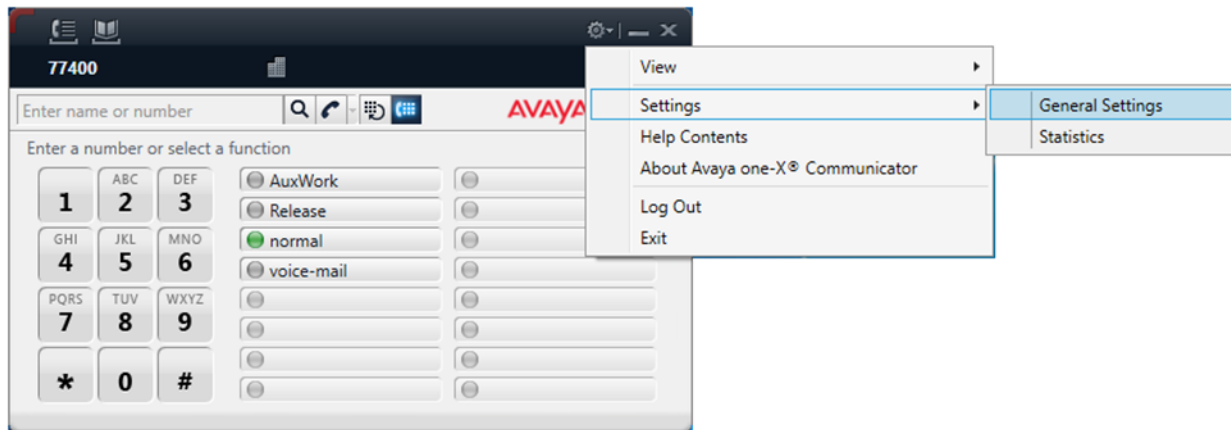 77400
Enter name or number
AVAYA
Enter a number or select a function
1
ABC
2
DEF
3
GHI
4
JKL
5
MNO
6
PQRS
7
TUV
8
WXYZ
9
*
0
#
AuxWork
Release
normal
voice-mail
View
Settings
Help Contents
About Avaya one-X® Communicator
Log Out
Exit
General Settings
Statistics